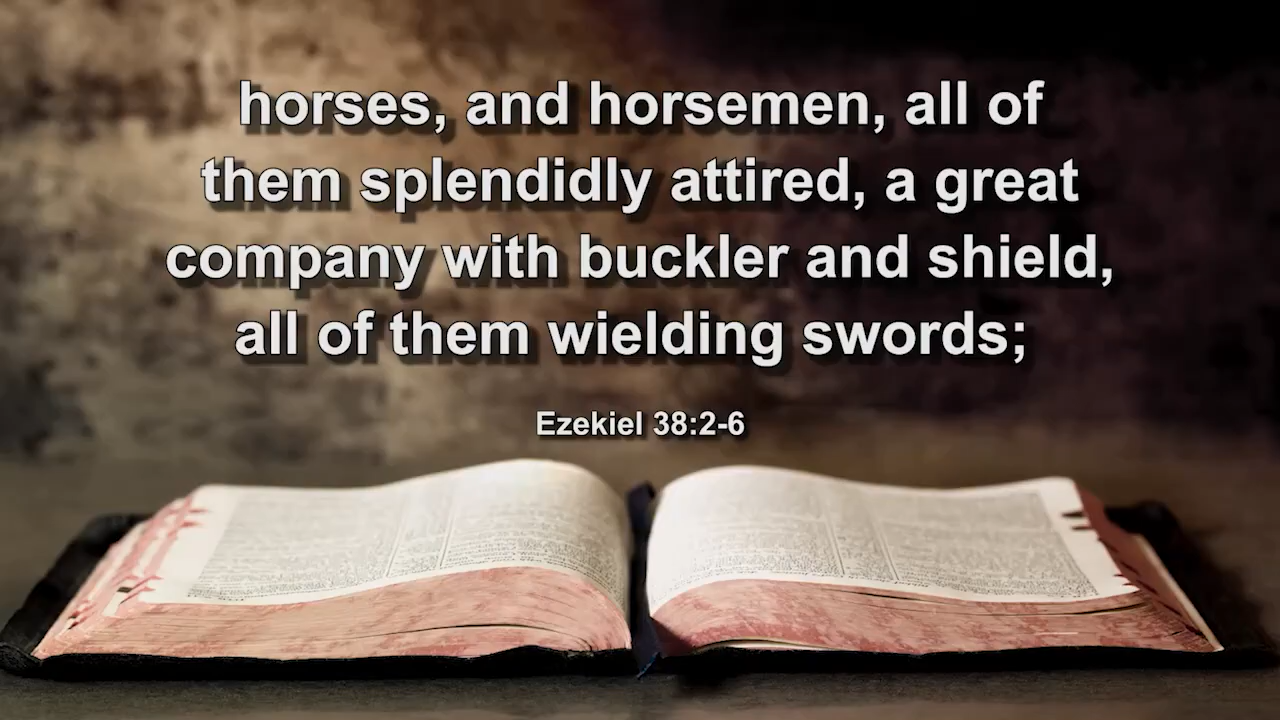 horses, and horsemen, all of
them splendidly attired, a great
company with buckler and shield,
all of them wielding swords;
Ezekiel 38:2-6